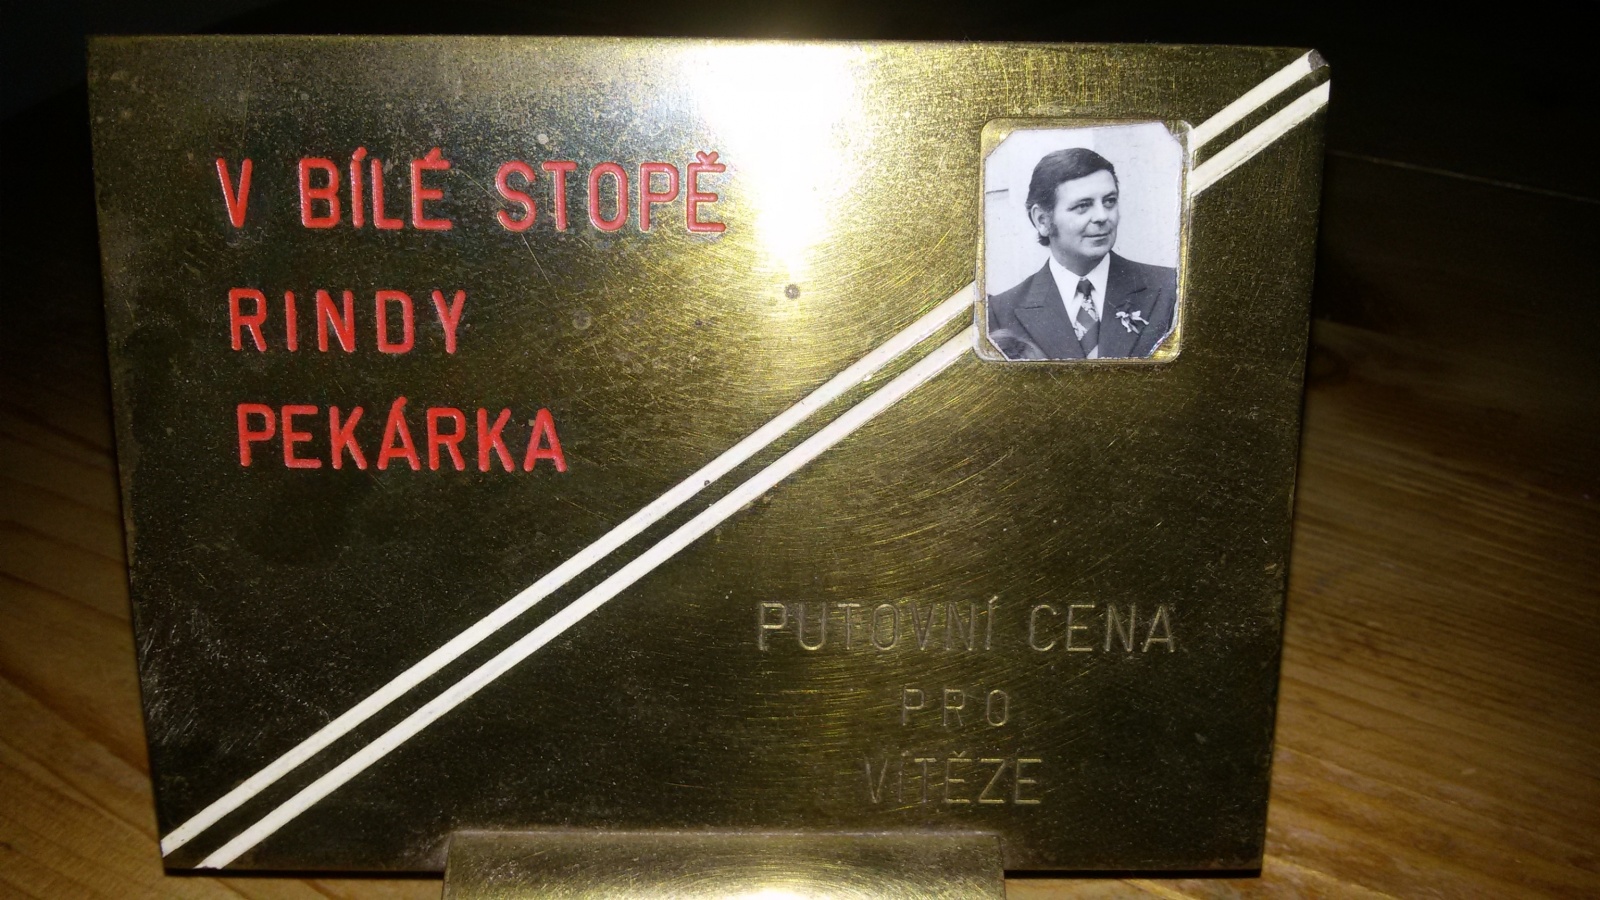 V BÍLÉ STOPĚ
RINDY
PEKÁRKA
PUTOVNÍ CENA
PRO
VÍTĚZE